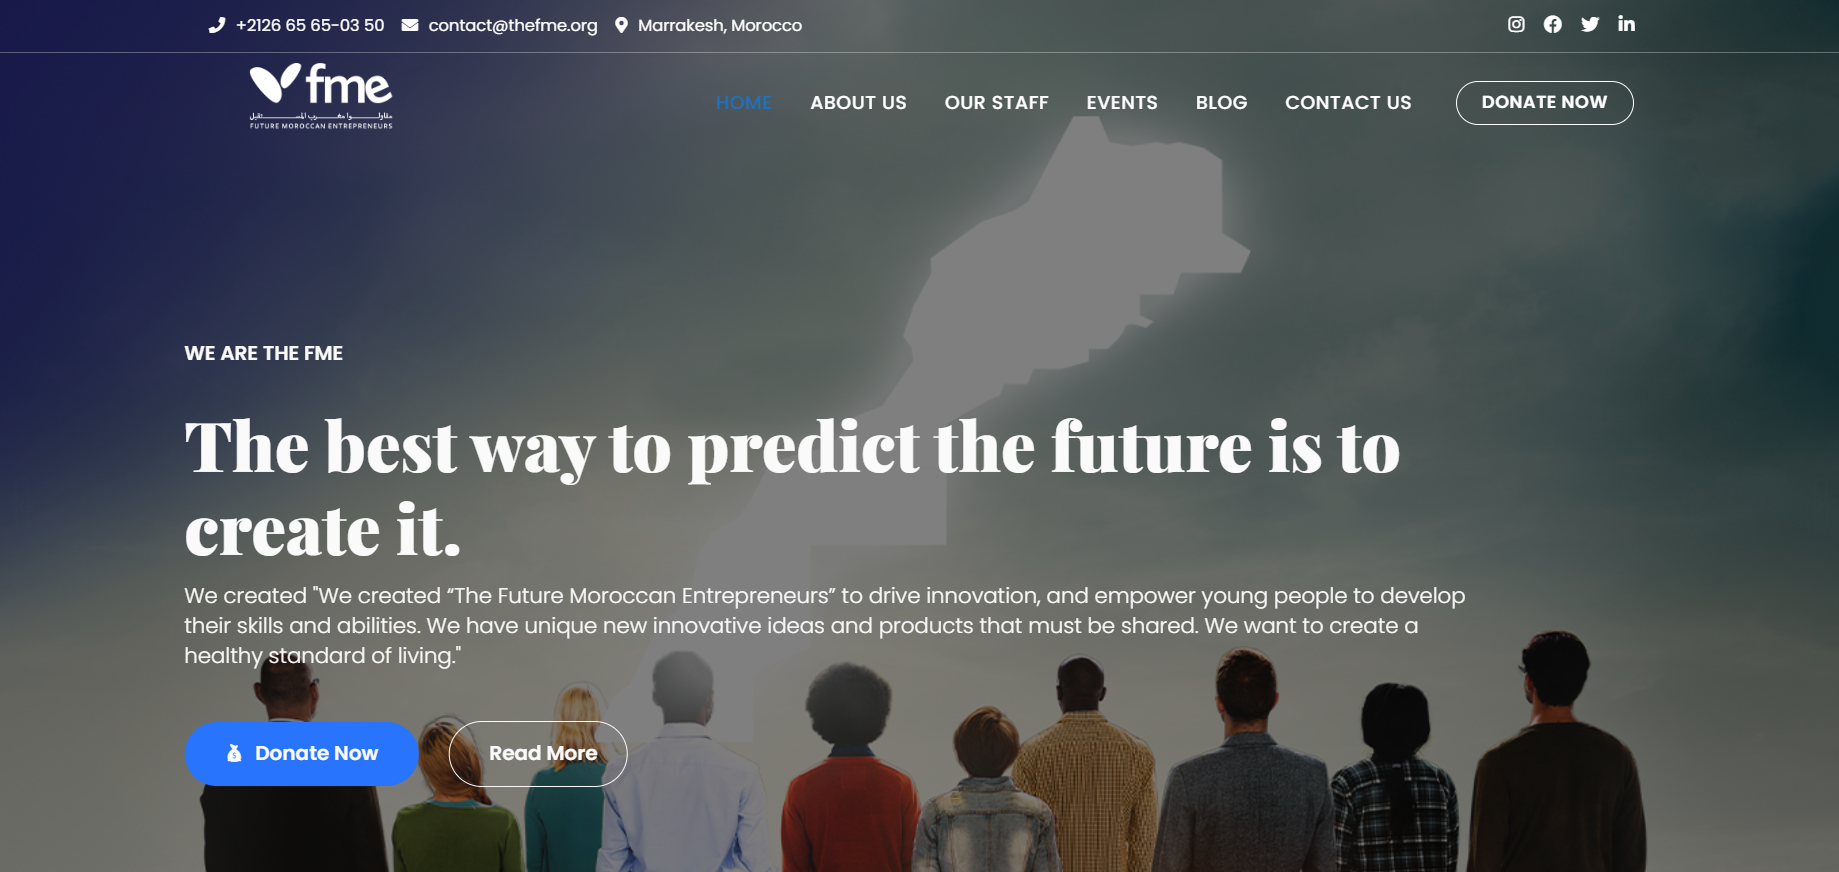 +2126 65 65-03 50 contact@thefme.org Marrakesh, Morocco
fme
مقاولـــــوا مغـــرب المستـــقبل
FUTURE MOROCCAN ENTREPRENEURS
HOME ABOUT US OUR STAFF EVENTS BLOG CONTACT US DONATE NOW
WE ARE THE FME
The best way to predict the future is to
create it.
We created "We created “The Future Moroccan Entrepreneurs” to drive innovation, and empower young people to develop
their skills and abilities. We have unique new innovative ideas and products that must be shared. We want to create a
healthy standard of living."
Donate Now Read More